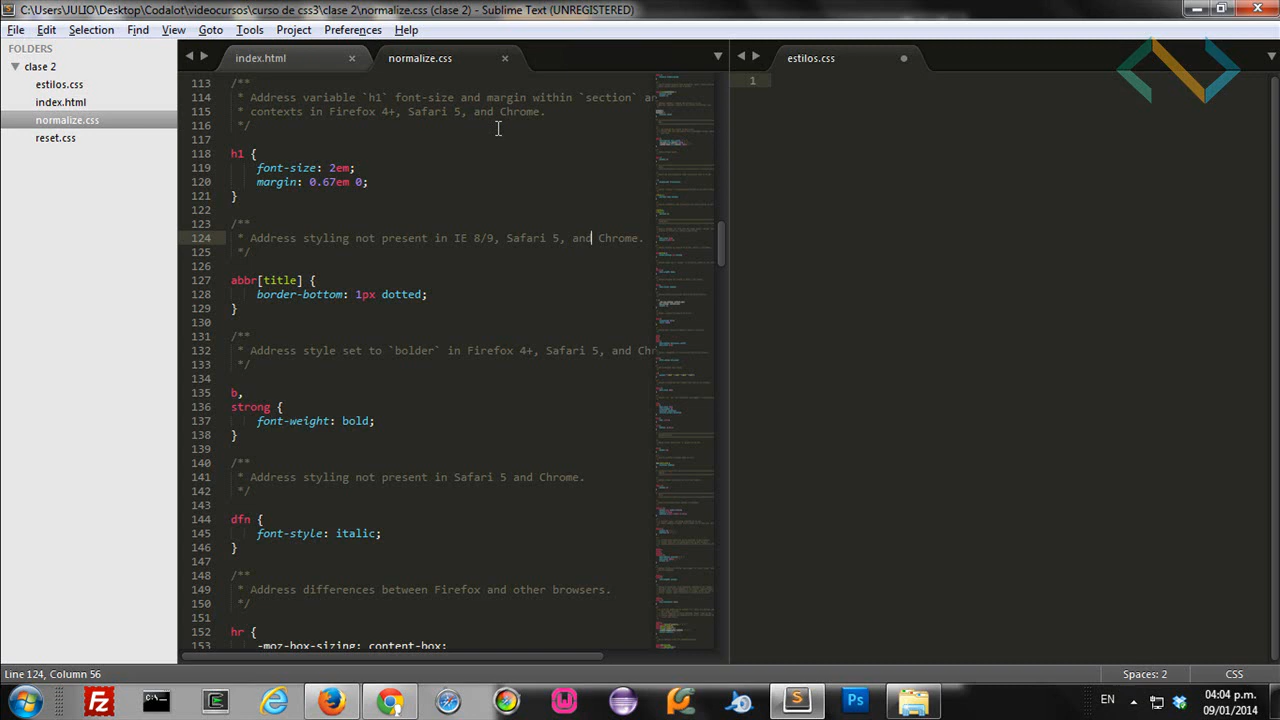 C:\Users\JULIO\Desktop\Codalot\videocursos\curso de css3\clase 2\normalize.css (clase 2) - Sublime Text (UNREGISTERED)
File Edit Selection Find View Goto Tools Project Preferences Help
FOLDERS
clase 2
estilos.css
index.html
normalize.css
reset.css
index.html normalize.css estilos.css
113 /**
114 * Address variable `h1` font-size and margin within `section` an
115 * contexts in Firefox 4+, Safari 5, and Chrome.
116 */
117
118 h1 {
119 font-size: 2em;
120 margin: 0.67em 0;
121 }
122
123 /**
124 * Address styling not present in IE 8/9, Safari 5, and Chrome.
125 */
126
127 abbr[title] {
128 border-bottom: 1px dotted;
129 }
130
131 /**
132 * Address style set to `bolder` in Firefox 4+, Safari 5, and Chr
133 */
134
135 b,
136 strong {
137 font-weight: bold;
138 }
139
140 /**
141 * Address styling not present in Safari 5 and Chrome.
142 */
143
144 dfn {
145 font-style: italic;
146 }
147
148 /**
149 * Address differences between Firefox and other browsers.
150 */
151
152 hr {
153 -moz-box-sizing: content-box;
1
Line 124, Column 56
Spaces: 2 CSS
EN
04:04 p.m.
09/01/2014